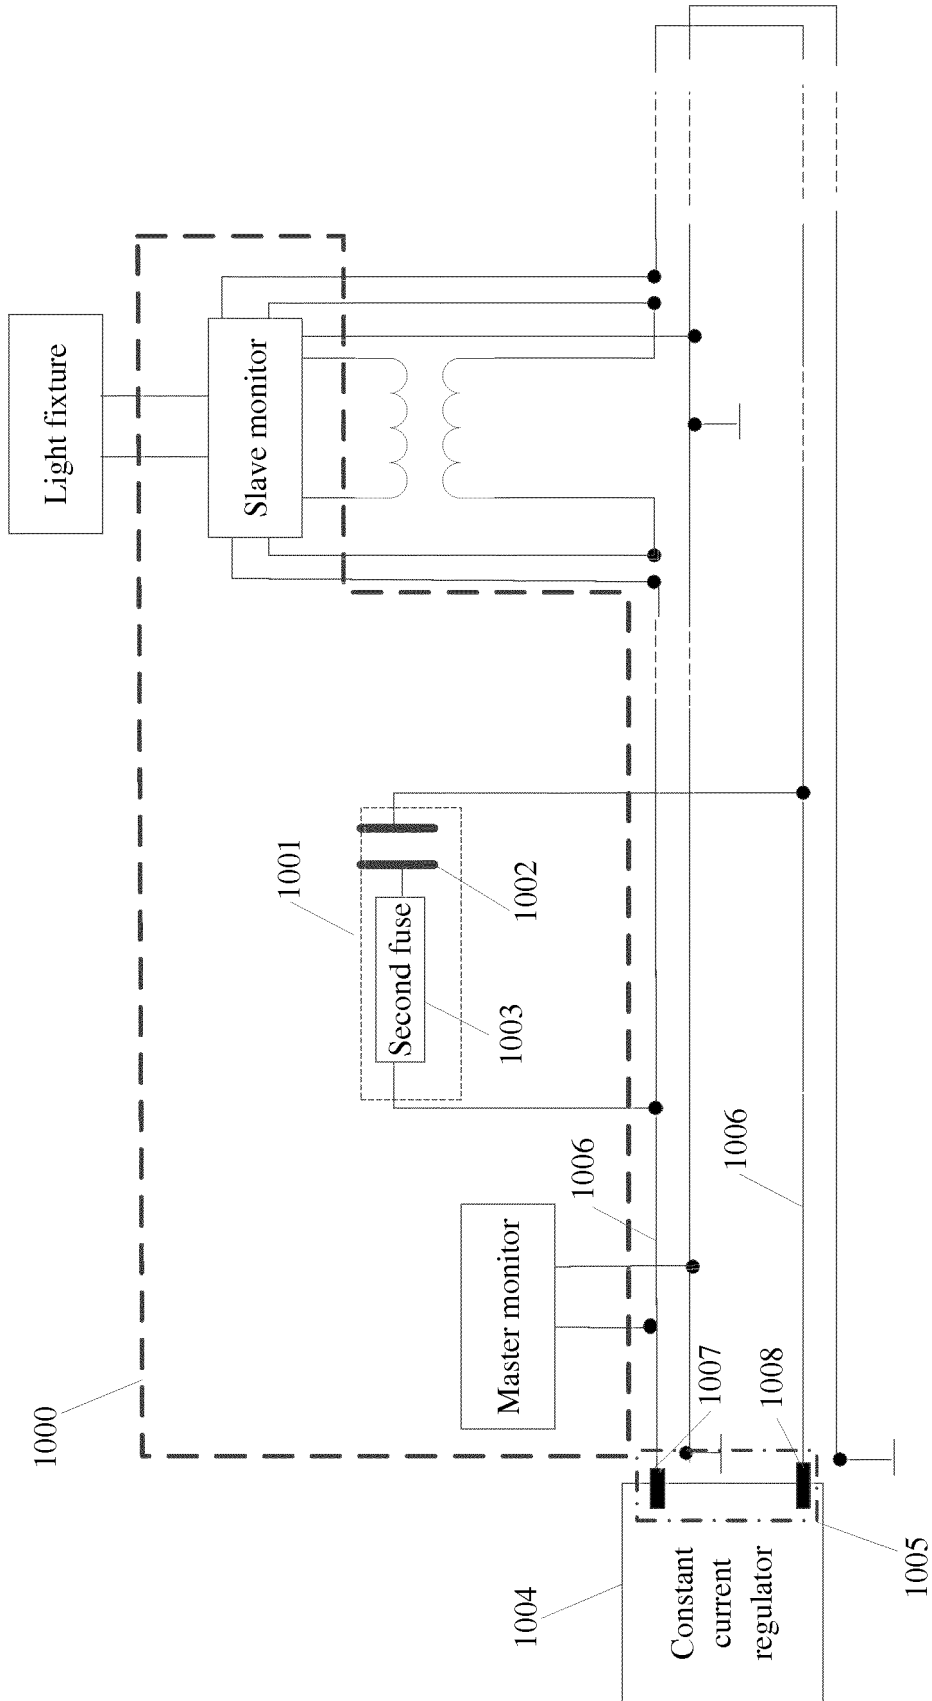 1000
Light fixture
Slave monitor
1001
Second fuse
1002
1003
Master monitor
1006
1006
1007
1008
1004
Constant
current
regulator
1005